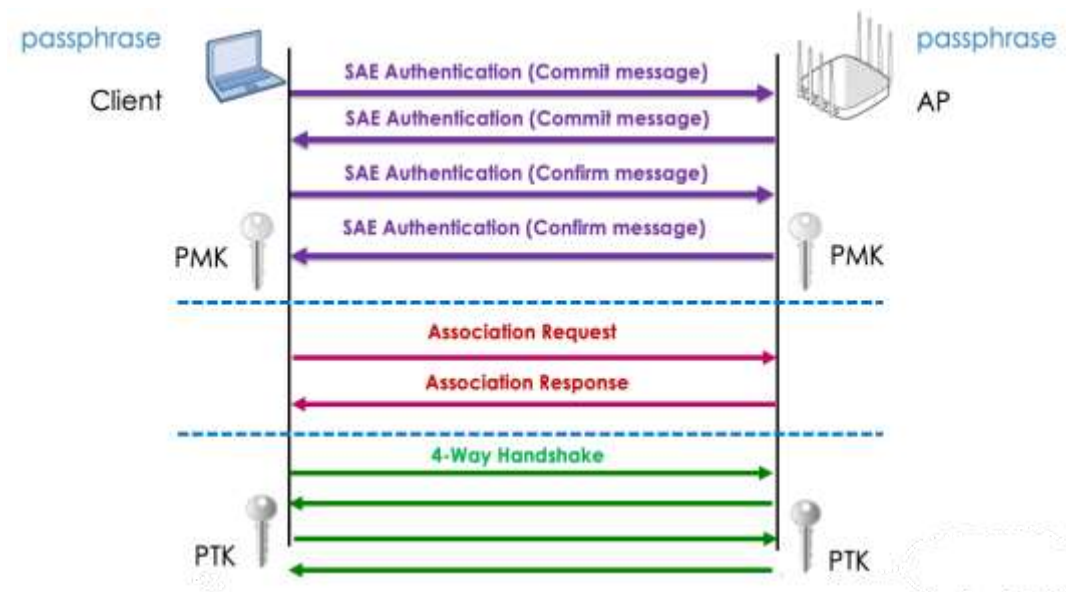 passphrase
passphrase
SAE Authentication (Commit message)
Client
AP
SAE Authentication (Commit message)
SAE Authentication (Confirm message)
SAE Authentication (Confirm message)
PMK
PMK
Association Request
Association Response
4-Way Handshake
PTK
PTK